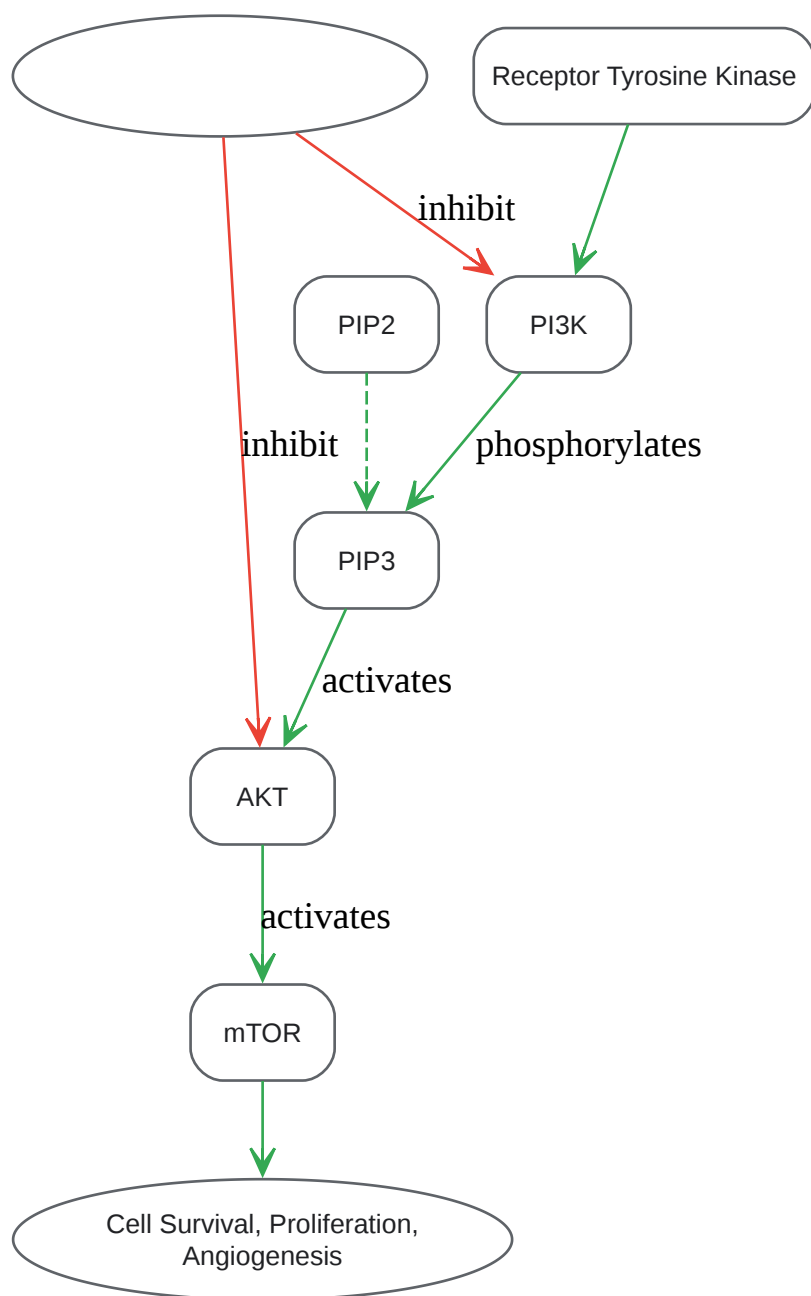 Receptor Tyrosine Kinase
inhibit
PIP2
PI3K
inhibit
phosphorylates
PIP3
activates
AKT
activates
mTOR
Cell Survival, Proliferation,
Angiogenesis